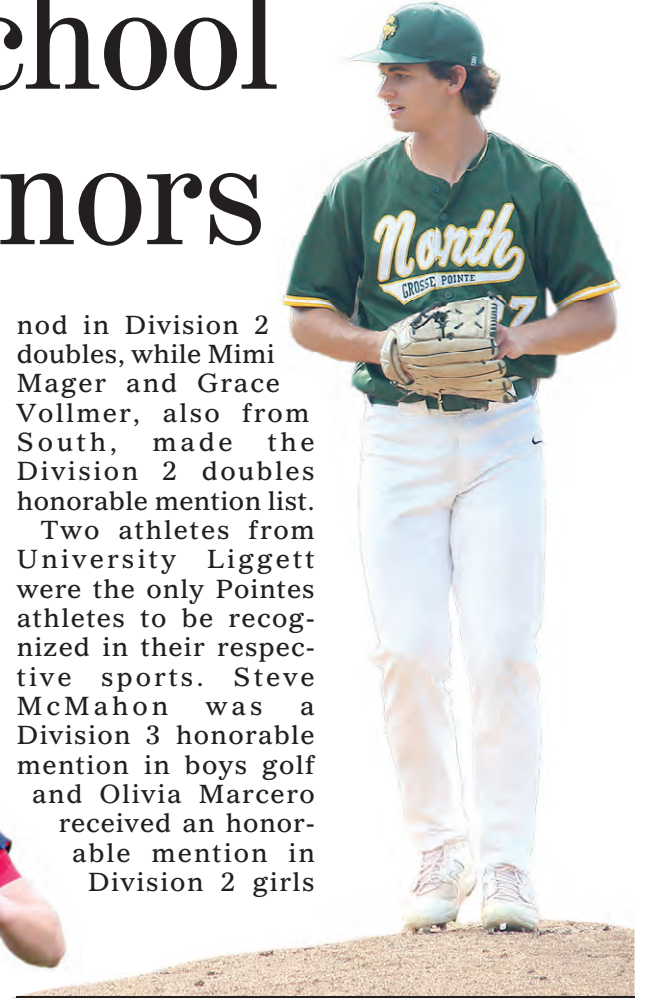 chool
nors
nod in Division 2
doubles, while Mimi
Mager and Grace
Vollmer, also from
South, made the
Division 2 doubles
honorable mention list.
Two athletes from
University Liggett
were the only Pointes
athletes to be recog-
nized in their respec-
tive sports. Steve
McMahon was a
Division 3 honorable
mention in boys golf
and Olivia Marcero
received an honor-
able mention in
Division 2 girls
North
GROSSE POINTE
7